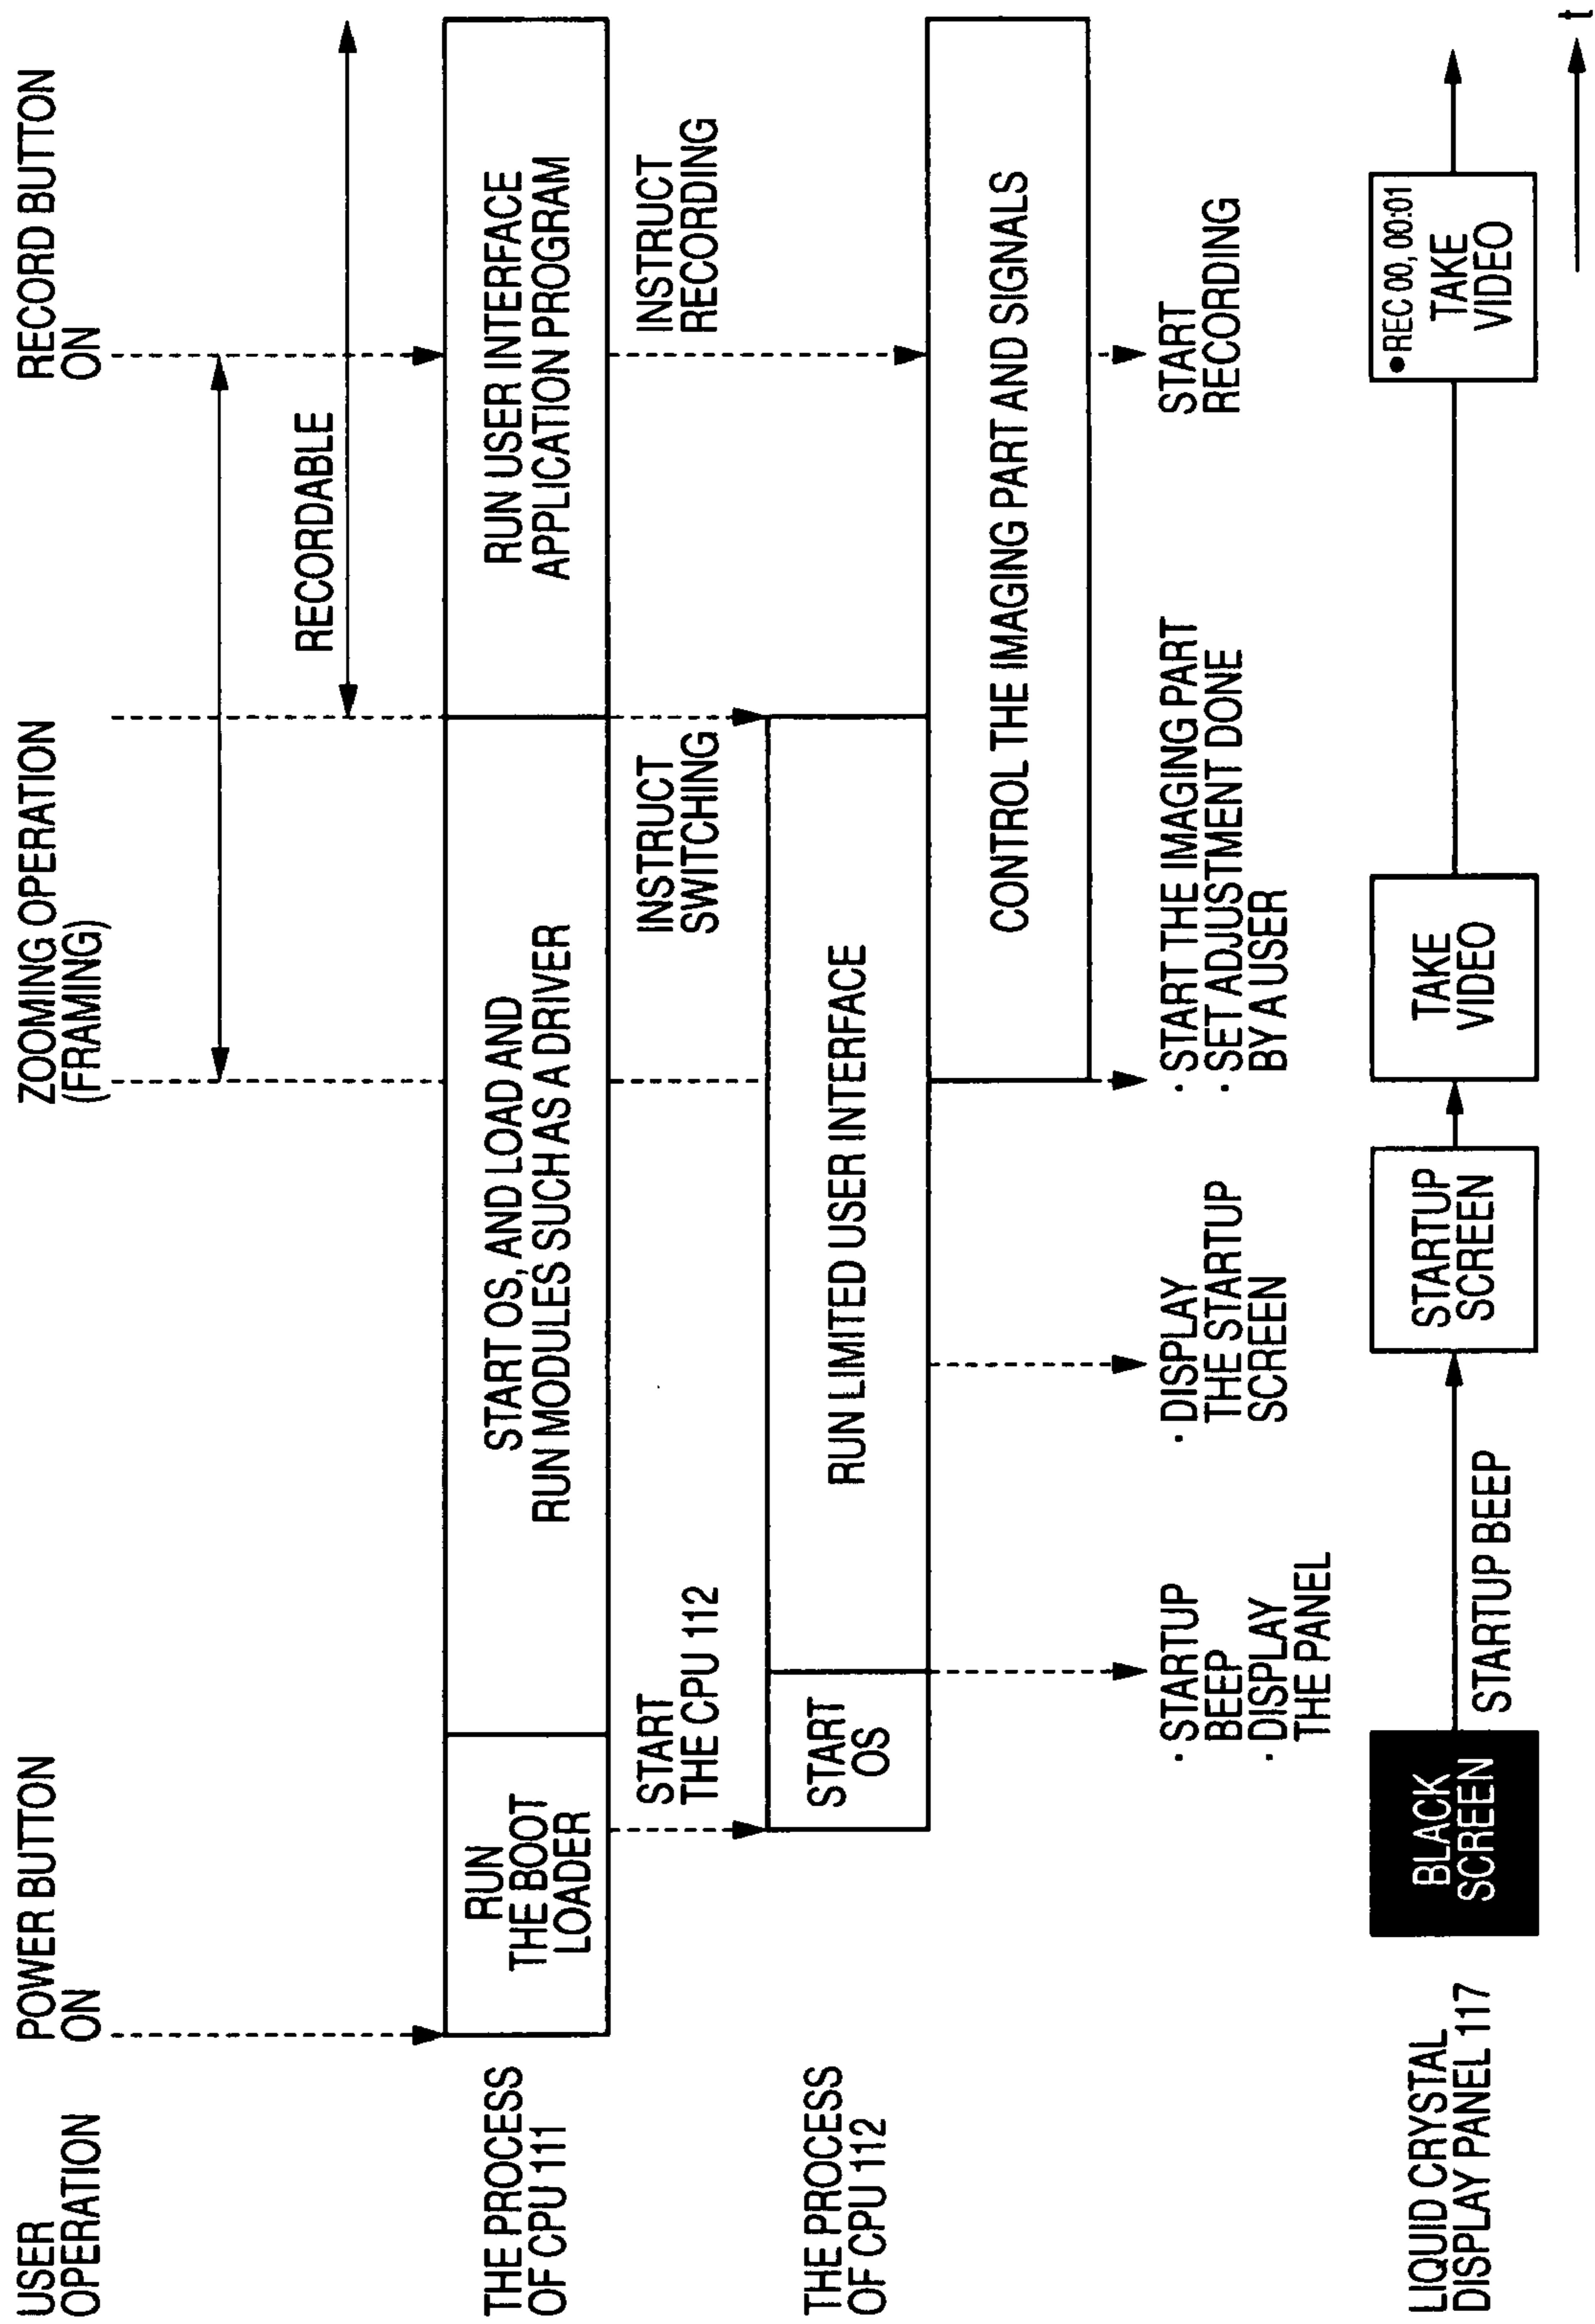 USER
OPERATION
POWER BUTTON
ON
ZOOMING OPERATION
(FRAMING)
RECORD BUTTON
ON
RECORDABLE
THE PROCESS
OF CPU 111
RUN
THE BOOT
LOADER
START OS, AND LOAD AND
RUN MODULES SUCH AS A DRIVER
RUN USER INTERFACE
APPLICATION PROGRAM
START
THE CPU 112
INSTRUCT
SWITCHING
INSTRUCT
RECORDING
THE PROCESS
OF CPU 112
START
OS
RUN LIMITED USER INTERFACE
CONTROL THE IMAGING PART AND SIGNALS
· STARTUP
BEEP
· DISPLAY
THE PANEL
· DISPLAY
THE STARTUP
SCREEN
· START THE IMAGING PART
· SET ADJUSTMENT DONE
BY A USER
START
RECORDING
LIQUID CRYSTAL
DISPLAY PANEL 117
BLACK
SCREEN
STARTUP BEEP
STARTUP
SCREEN
TAKE
VIDEO
● REC 00, 00:01
TAKE
VIDEO
t